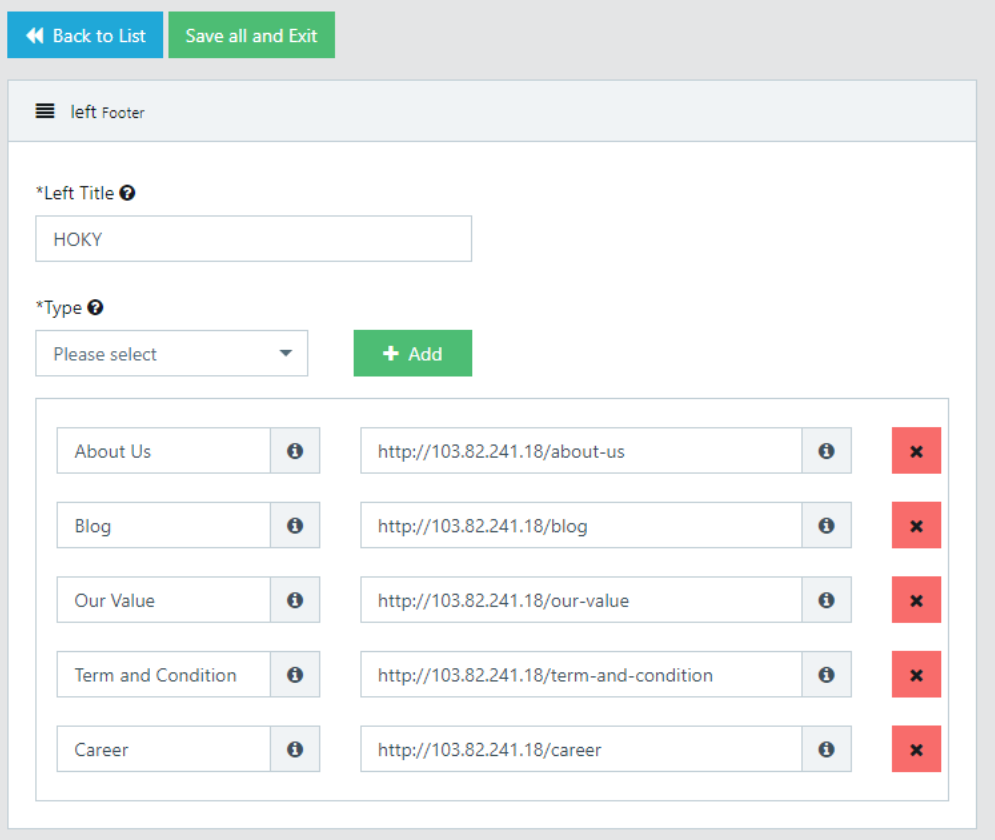 Back to List Save all and Exit
left Footer
*Left Title
HOKY
*Type
Please select Add
About Us http://103.82.241.18/about-us
Blog http://103.82.241.18/blog
Our Value http://103.82.241.18/our-value
Term and Condition http://103.82.241.18/term-and-condition
Career http://103.82.241.18/career